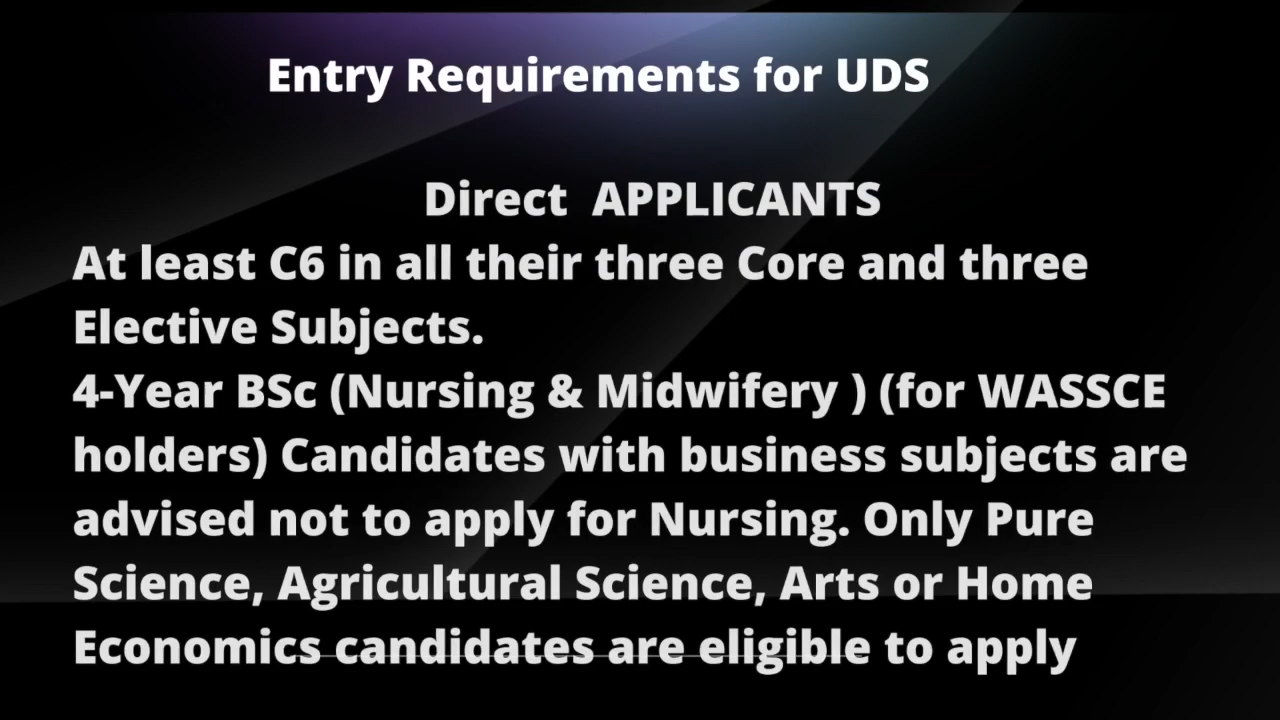 Entry Requirements for UDS
Direct APPLICANTS
At least C6 in all their three Core and three
Elective Subjects.
4-Year BSc (Nursing & Midwifery ) (for WASSCE
holders) Candidates with business subjects are
advised not to apply for Nursing. Only Pure
Science, Agricultural Science, Arts or Home
Economics candidates are eligible to apply